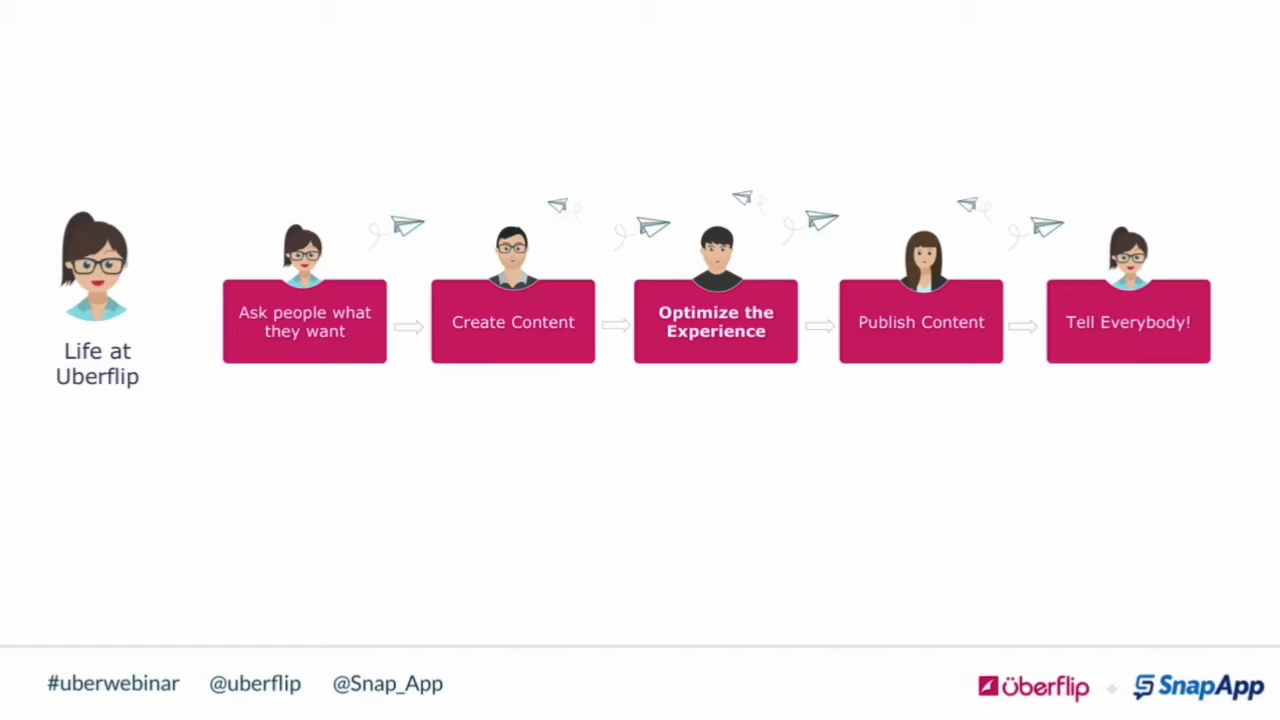 Life at
Uberflip
Ask people what
they want
Create Content
Optimize the
Experience
Publish Content
Tell Everybody!
#uberwebinar @uberflip @Snap_App
überflip + SnapApp